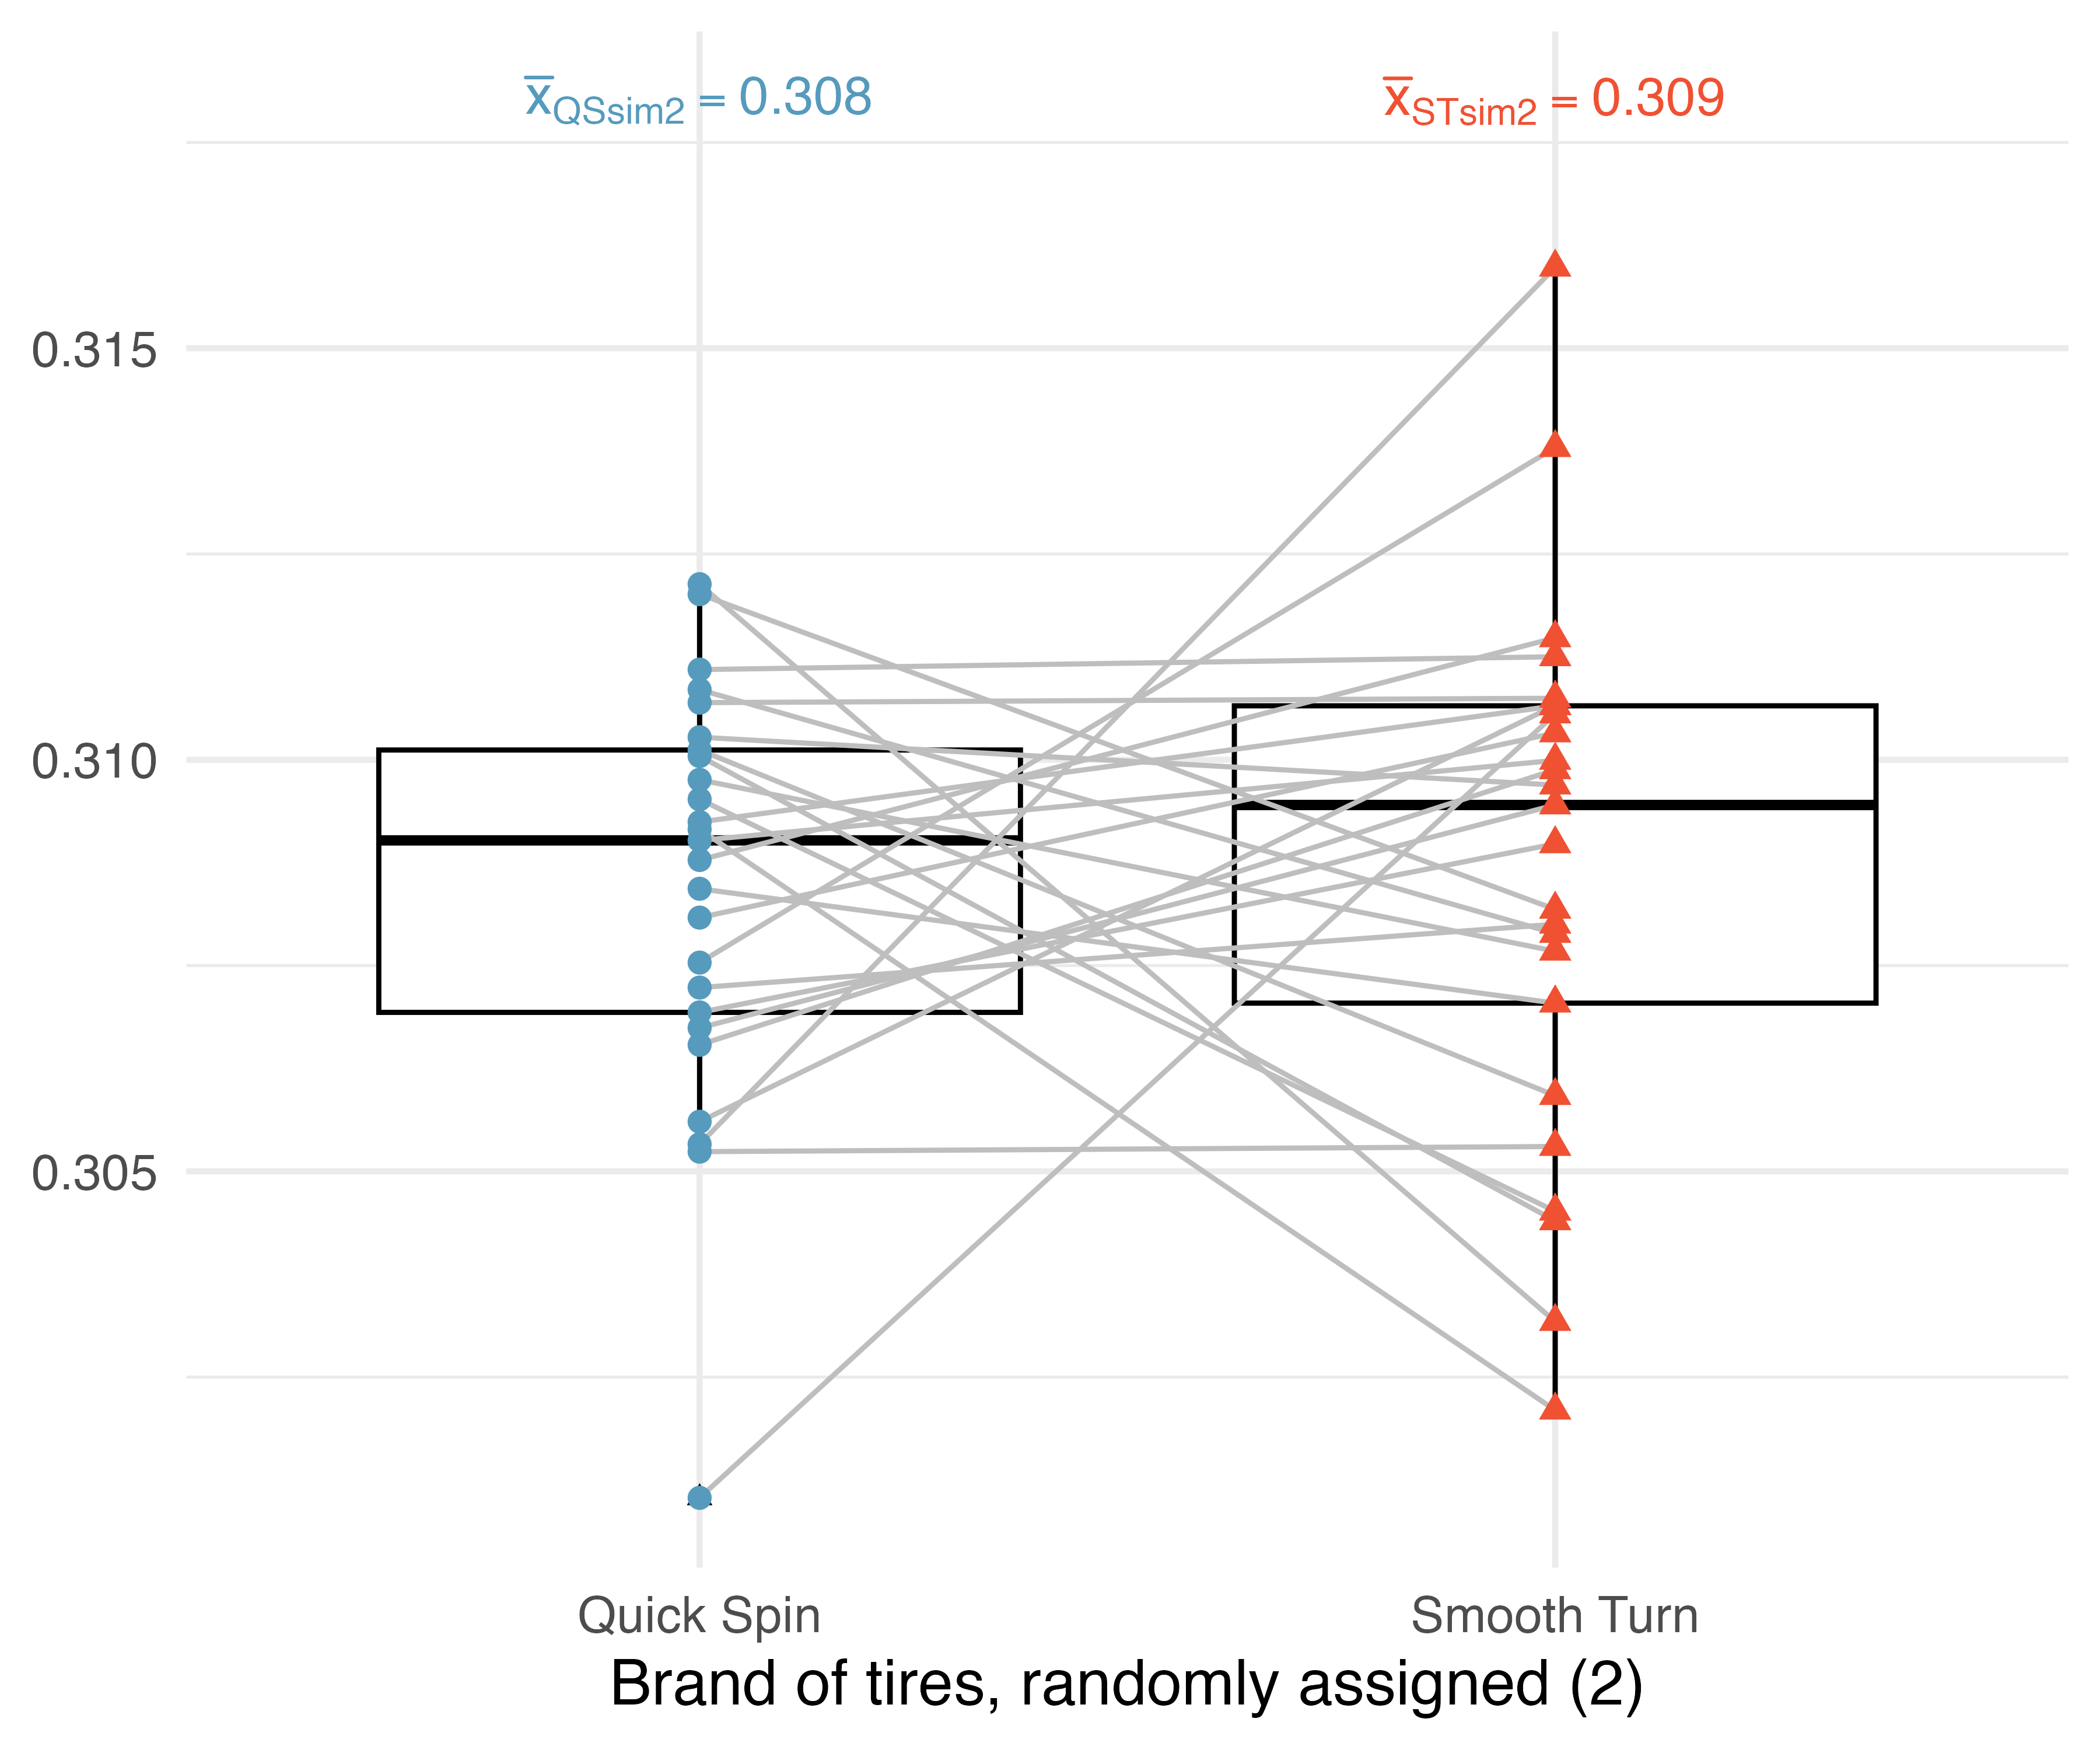 x̅QSsim2 = 0.308
x̅STsim2 = 0.309
0.315
0.310
0.305
Quick Spin
Smooth Turn
Brand of tires, randomly assigned (2)